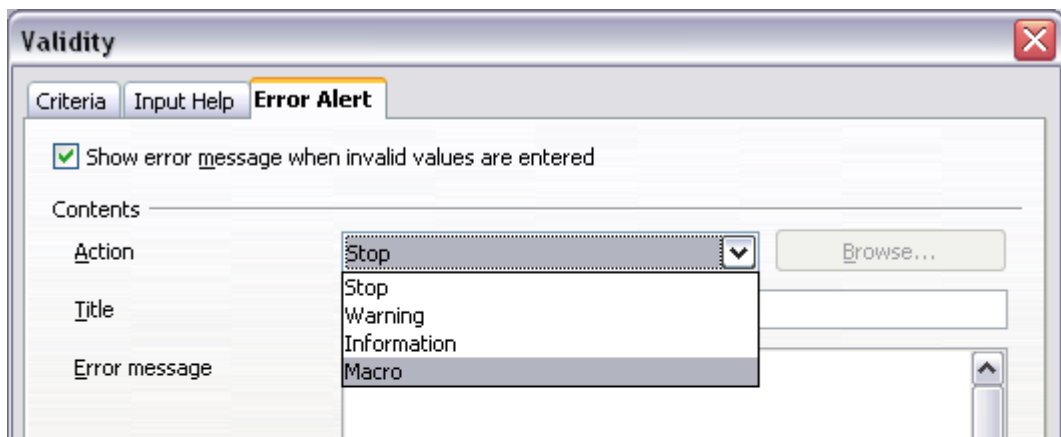 Validity
Criteria Input Help Error Alert
Show error message when invalid values are entered
Contents
Action Stop Browse...
Stop
Title
Warning
Information
Error message
Macro